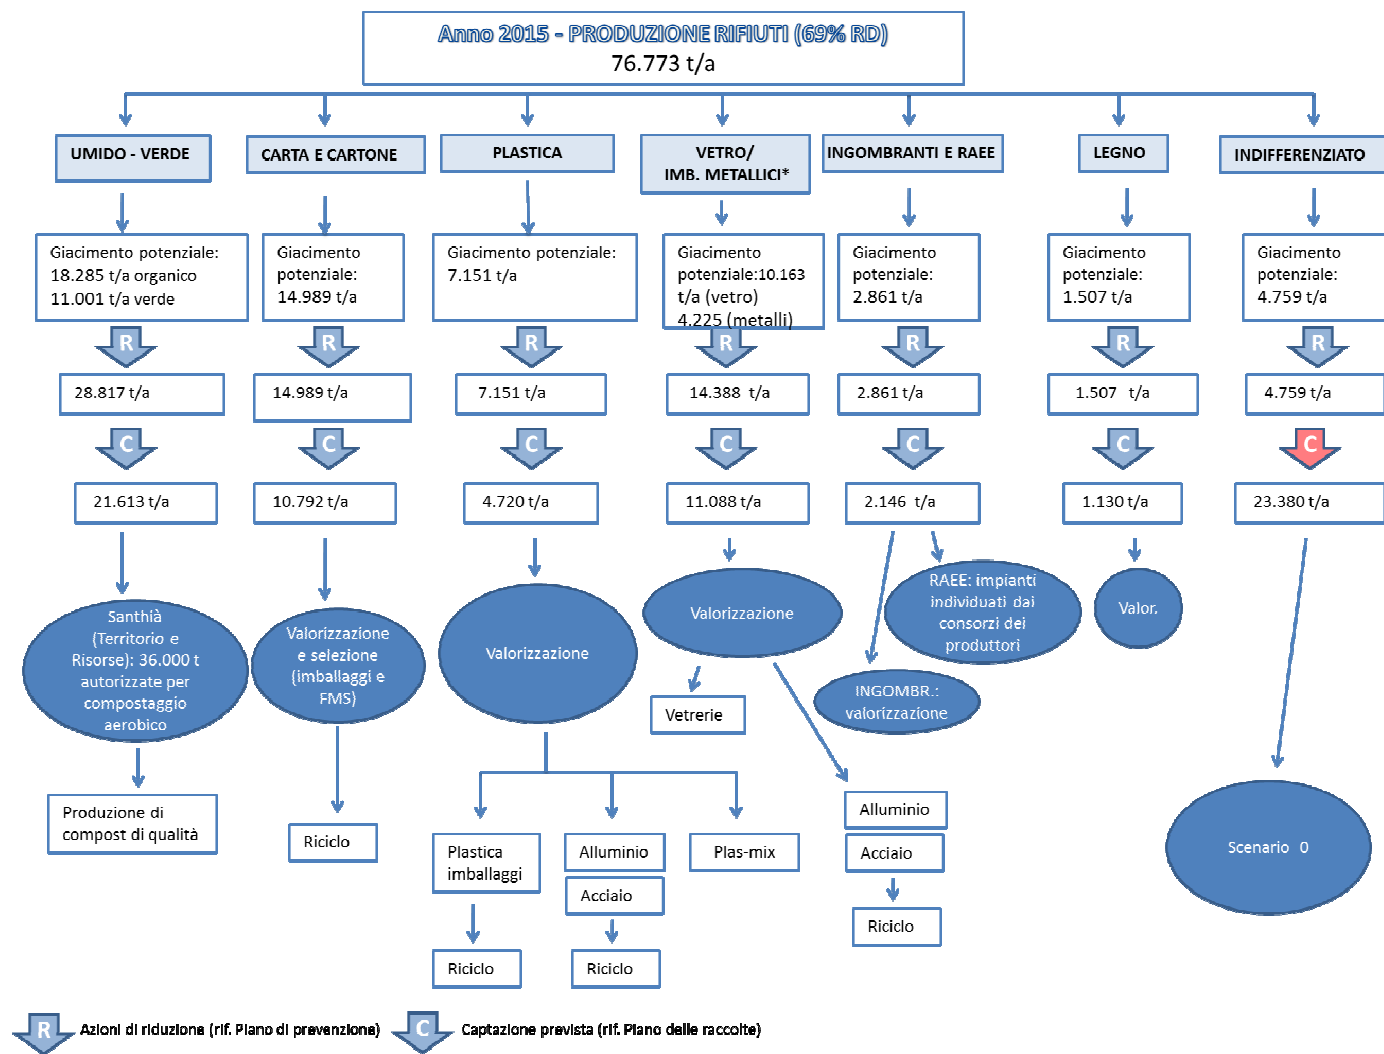 Anno 2015 - PRODUZIONE RIFIUTI (69% RD)
76.773 t/a
UMIDO - VERDE
CARTA E CARTONE
PLASTICA
VETRO/
IMB. METALLICI*
INGOMBRANTI E RAEE
LEGNO
INDIFFERENZIATO
Giacimento potenziale:
18.285 t/a organico
11.001 t/a verde
Giacimento
potenziale:
14.989 t/a
Giacimento potenziale:
7.151 t/a
Giacimento
potenziale:10.163
t/a (vetro)
4.225 (metalli)
Giacimento
potenziale:
2.861 t/a
Giacimento
potenziale:
1.507 t/a
Giacimento
potenziale:
4.759 t/a
R
R
R
R
R
R
R
28.817 t/a
14.989 t/a
7.151 t/a
14.388 t/a
2.861 t/a
1.507 t/a
4.759 t/a
C
C
C
C
C
C
C
21.613 t/a
10.792 t/a
4.720 t/a
11.088 t/a
2.146 t/a
1.130 t/a
23.380 t/a
Santhià
(Territorio e
Risorse): 36.000 t
autorizzate per
compostaggio
aerobico
Valorizzazione
e selezione
(imballaggi e
FMS)
Valorizzazione
Valorizzazione
RAEE: impianti
individuati dai
consorzi dei
produttori
Valor.
INGOMBR.:
valorizzazione
Vetrerie
Produzione di
compost di qualità
Riciclo
Plastica
imballaggi
Alluminio
Acciaio
Plas-mix
Alluminio
Acciaio
Scenario 0
Riciclo
Riciclo
Riciclo
R Azioni di riduzione (rif. Piano di prevenzione)
C Captazione prevista (rif. Piano delle raccolte)